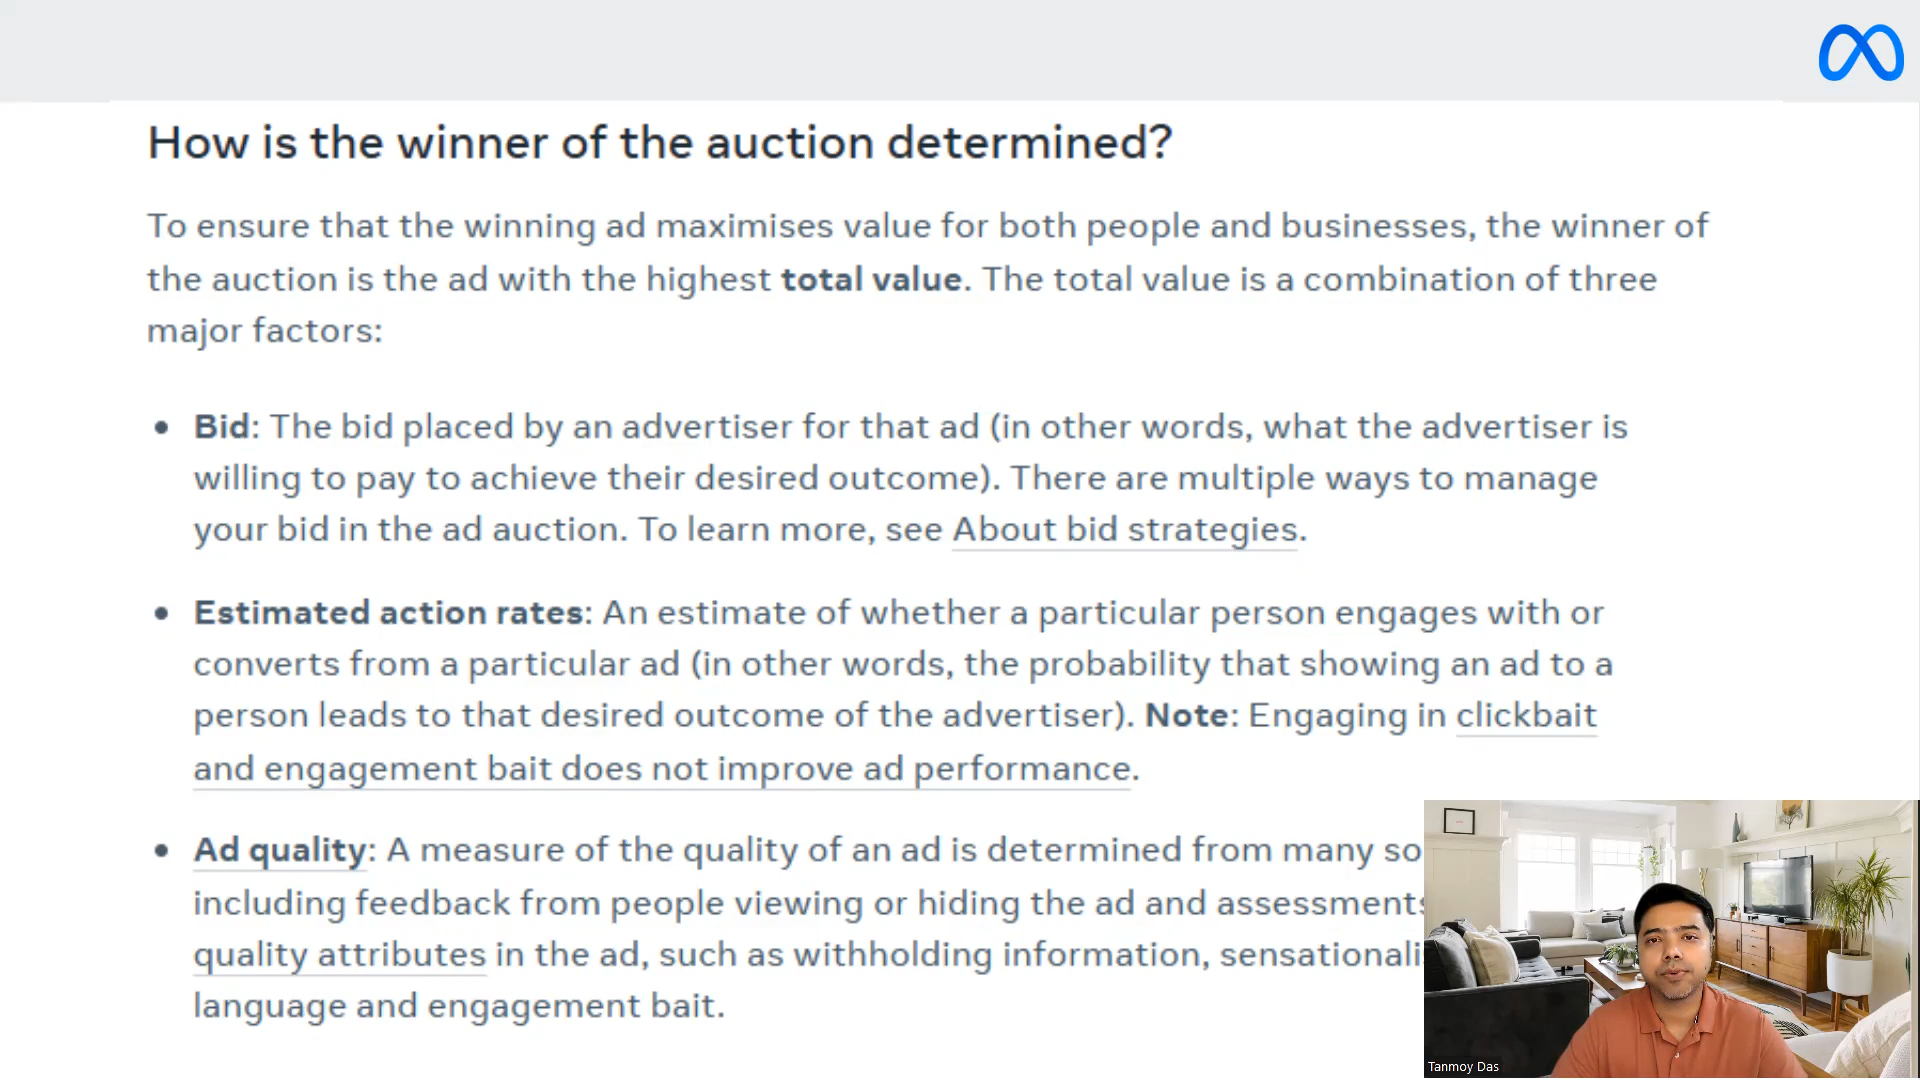 How is the winner of the auction determined?
To ensure that the winning ad maximises value for both people and businesses, the winner of
the auction is the ad with the highest total value. The total value is a combination of three
major factors:
• Bid: The bid placed by an advertiser for that ad (in other words, what the advertiser is
willing to pay to achieve their desired outcome). There are multiple ways to manage
your bid in the ad auction. To learn more, see About bid strategies.
• Estimated action rates: An estimate of whether a particular person engages with or
converts from a particular ad (in other words, the probability that showing an ad to a
person leads to that desired outcome of the advertiser). Note: Engaging in clickbait
and engagement bait does not improve ad performance.
• Ad quality: A measure of the quality of an ad is determined from many so
including feedback from people viewing or hiding the ad and assessments
quality attributes in the ad, such as withholding information, sensationali
language and engagement bait.
Tanmoy Das